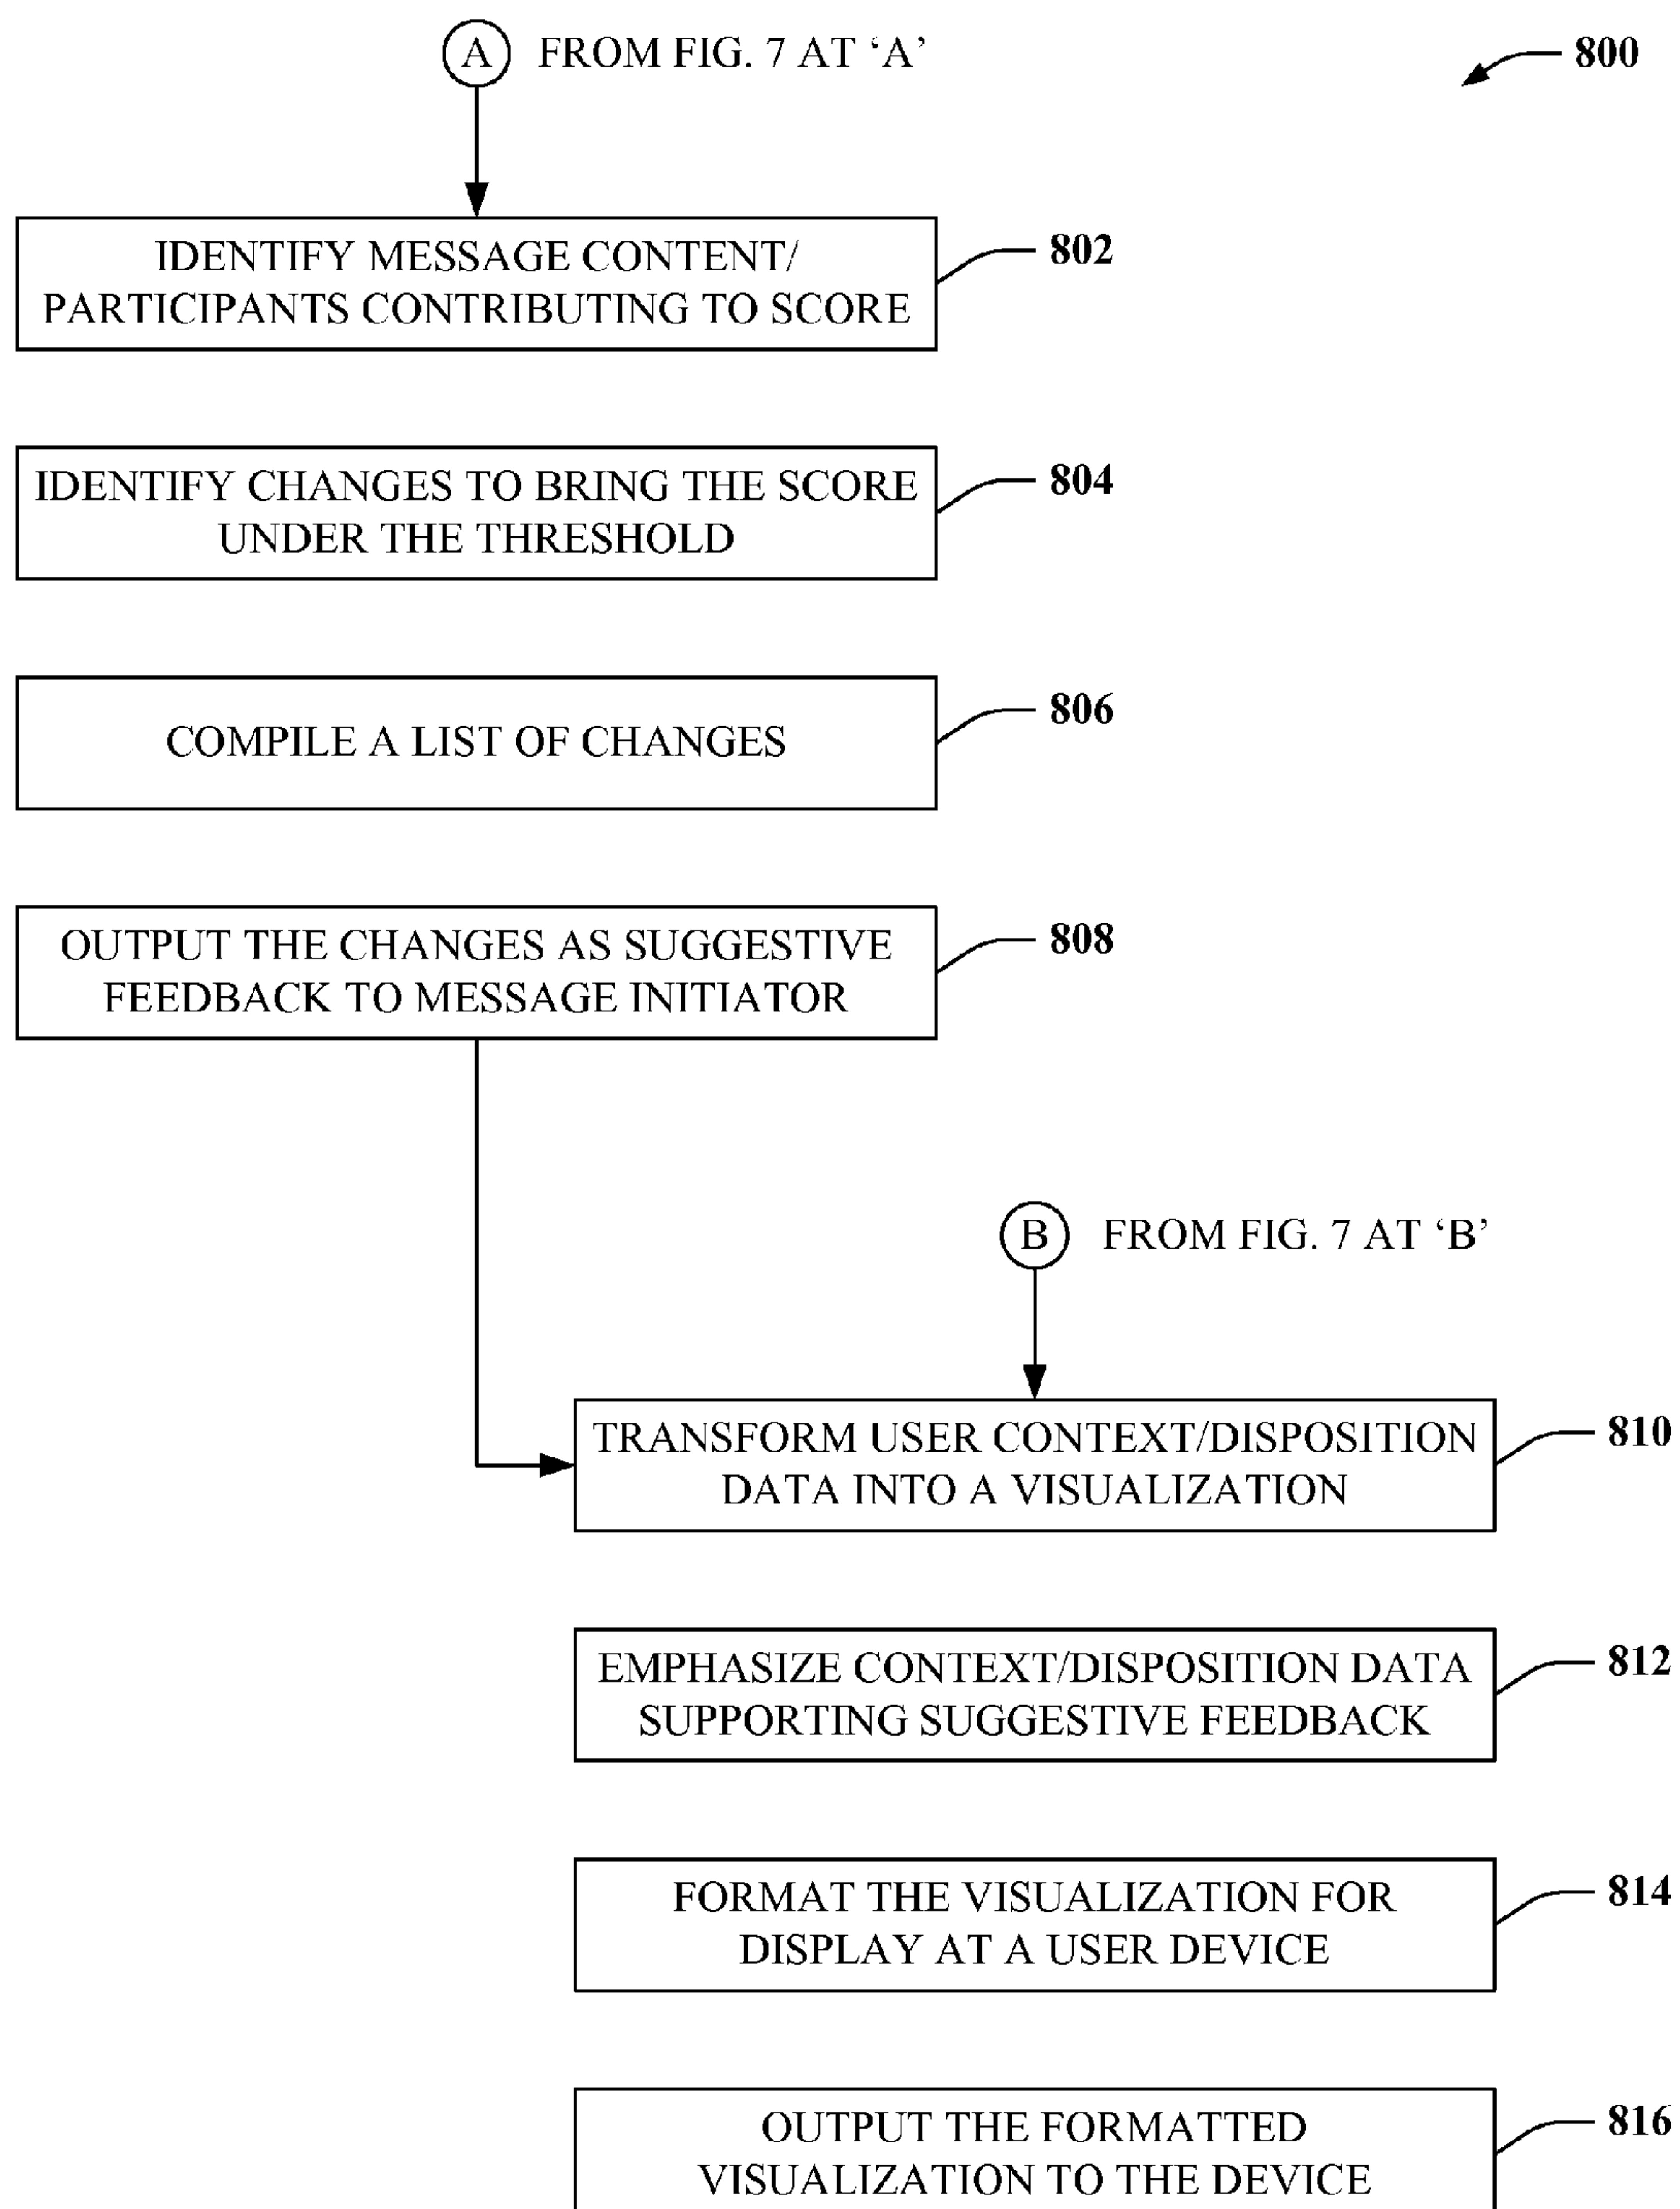 A FROM FIG. 7 AT ‘A’
800
IDENTIFY MESSAGE CONTENT/
PARTICIPANTS CONTRIBUTING TO SCORE
802
IDENTIFY CHANGES TO BRING THE SCORE
UNDER THE THRESHOLD
804
COMPILE A LIST OF CHANGES
806
OUTPUT THE CHANGES AS SUGGESTIVE
FEEDBACK TO MESSAGE INITIATOR
808
B FROM FIG. 7 AT ‘B’
TRANSFORM USER CONTEXT/DISPOSITION
DATA INTO A VISUALIZATION
810
EMPHASIZE CONTEXT/DISPOSITION DATA
SUPPORTING SUGGESTIVE FEEDBACK
812
FORMAT THE VISUALIZATION FOR
DISPLAY AT A USER DEVICE
814
OUTPUT THE FORMATTED
VISUALIZATION TO THE DEVICE
816